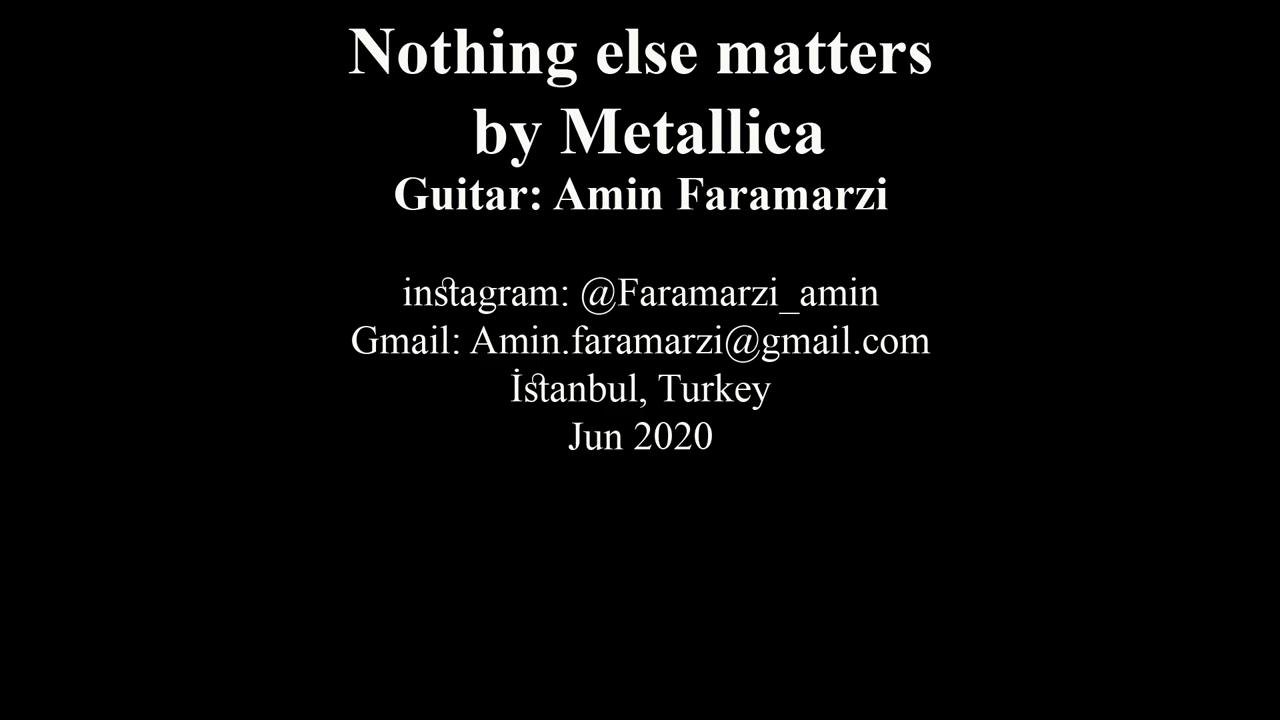 Nothing else matters
by Metallica
Guitar: Amin Faramarzi
instagram: @Faramarzi_amin
Gmail: Amin.faramarzi@gmail.com
İstanbul, Turkey
Jun 2020